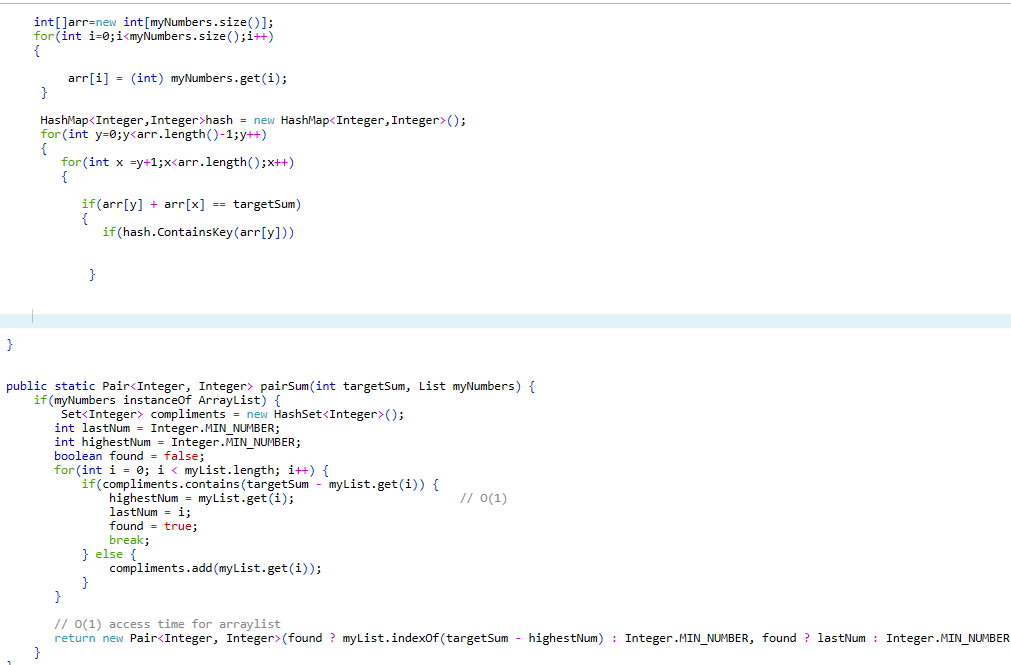 int[]arr=new int[myNumbers.size()];
for(int i=0;i<myNumbers.size();i++)
{
arr[i] = (int) myNumbers.get(i);
}
HashMap<Integer,Integer>hash = new HashMap<Integer,Integer>();
for(int y=0;y<arr.length()-1;y++)
{
for(int x =y+1;x<arr.length();x++)
{
if(arr[y] + arr[x] == targetSum)
{
if(hash.ContainsKey(arr[y]))
}
}
public static Pair<Integer, Integer> pairSum(int targetSum, List myNumbers) {
if(myNumbers instanceOf ArrayList) {
Set<Integer> compliments = new HashSet<Integer>();
int lastNum = Integer.MIN_NUMBER;
int highestNum = Integer.MIN_NUMBER;
boolean found = false;
for(int i = 0; i < myList.length; i++) {
if(compliments.contains(targetSum - myList.get(i)) {
highestNum = myList.get(i); // O(1)
lastNum = i;
found = true;
break;
} else {
compliments.add(myList.get(i));
}
}
// O(1) access time for arraylist
return new Pair<Integer, Integer>(found ? myList.indexOf(targetSum - highestNum) : Integer.MIN_NUMBER, found ? lastNum : Integer.MIN_NUMBER
}